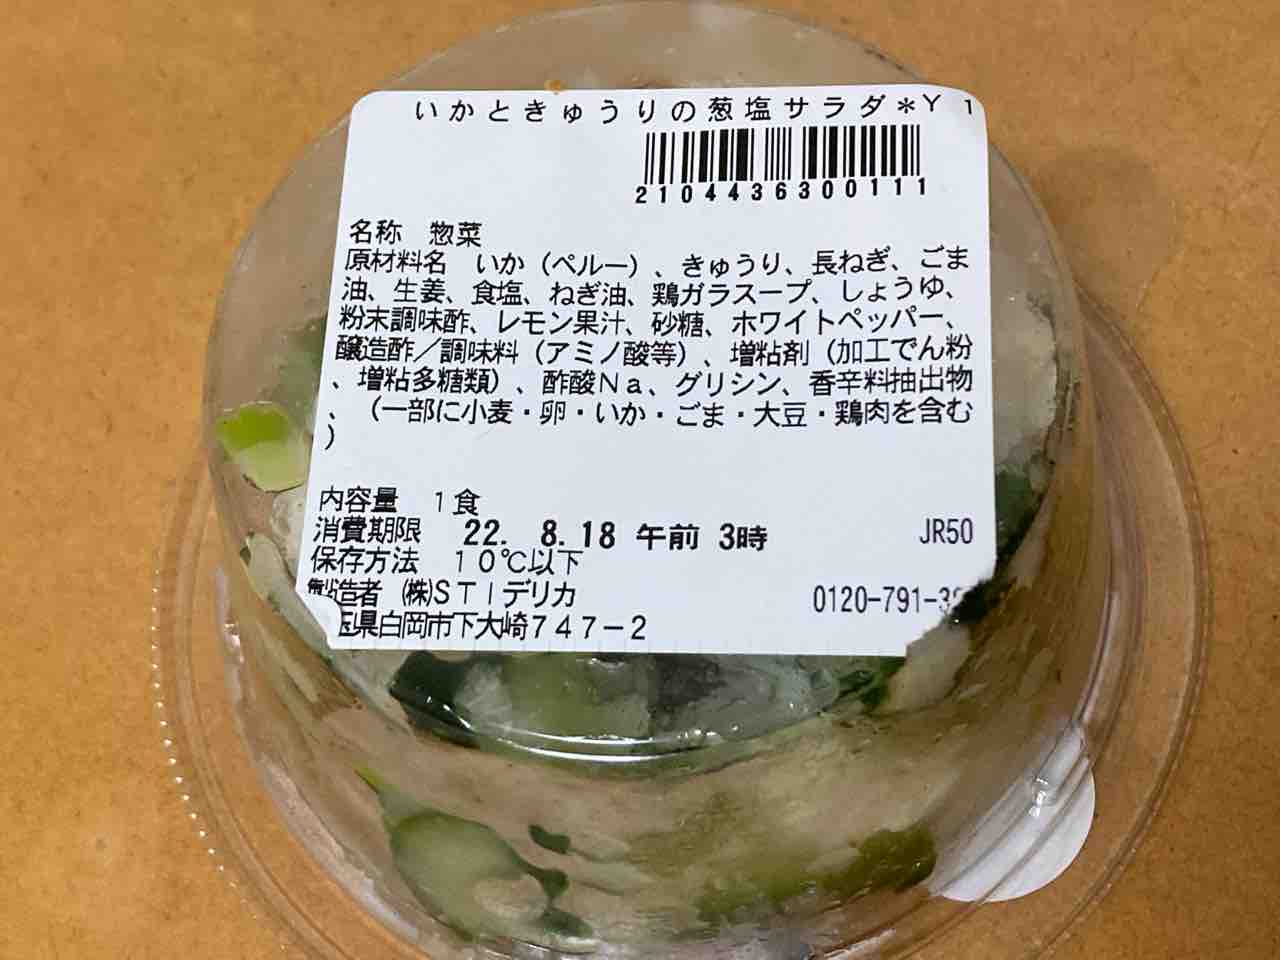 いかときゅうりの葱塩サラダ＊Ｙ１
2104436300111
名称　惣菜
原材料名　いか（ペルー）、きゅうり、長ねぎ、ごま
油、生姜、食塩、ねぎ油、鶏ガラスープ、しょうゆ、
粉末調味酢、レモン果汁、砂糖、ホワイトペッパー、
醸造酢／調味料（アミノ酸等）、増粘剤（加工でん粉
、増粘多糖類）、酢酸Ｎａ、グリシン、香辛料抽出物
、（一部に小麦・卵・いか・ごま・大豆・鶏肉を含む
）
内容量　１食
消費期限　22. 8.18 午前 3時　JR50
保存方法　１０℃以下
製造者　㈱ＳＴＩデリカ　0120-791-3
県白岡市下大崎７４７－２